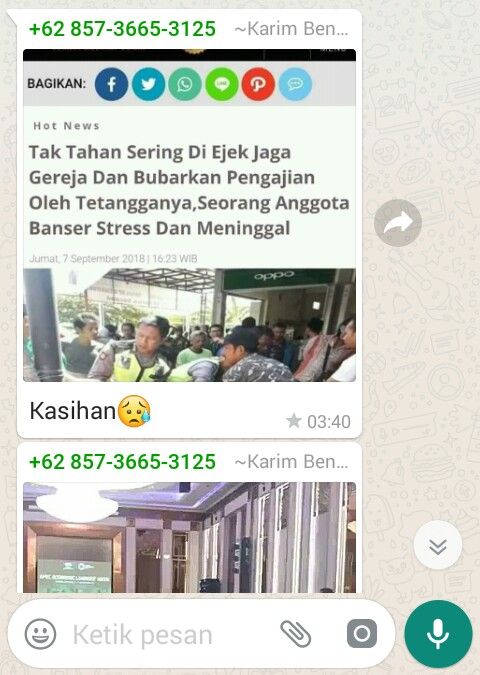 +62 857-3665-3125 ~Karim Ben...
BAGIKAN:
Hot News
Tak Tahan Sering Di Ejek Jaga
Gereja Dan Bubarkan Pengajian
Oleh Tetangganya,Seorang Anggota
Banser Stress Dan Meninggal
Jumat, 7 September 2018 | 16:23 WIB
oppo
Kasihan😥
03:40
+62 857-3665-3125 ~Karim Ben...
Ketik pesan